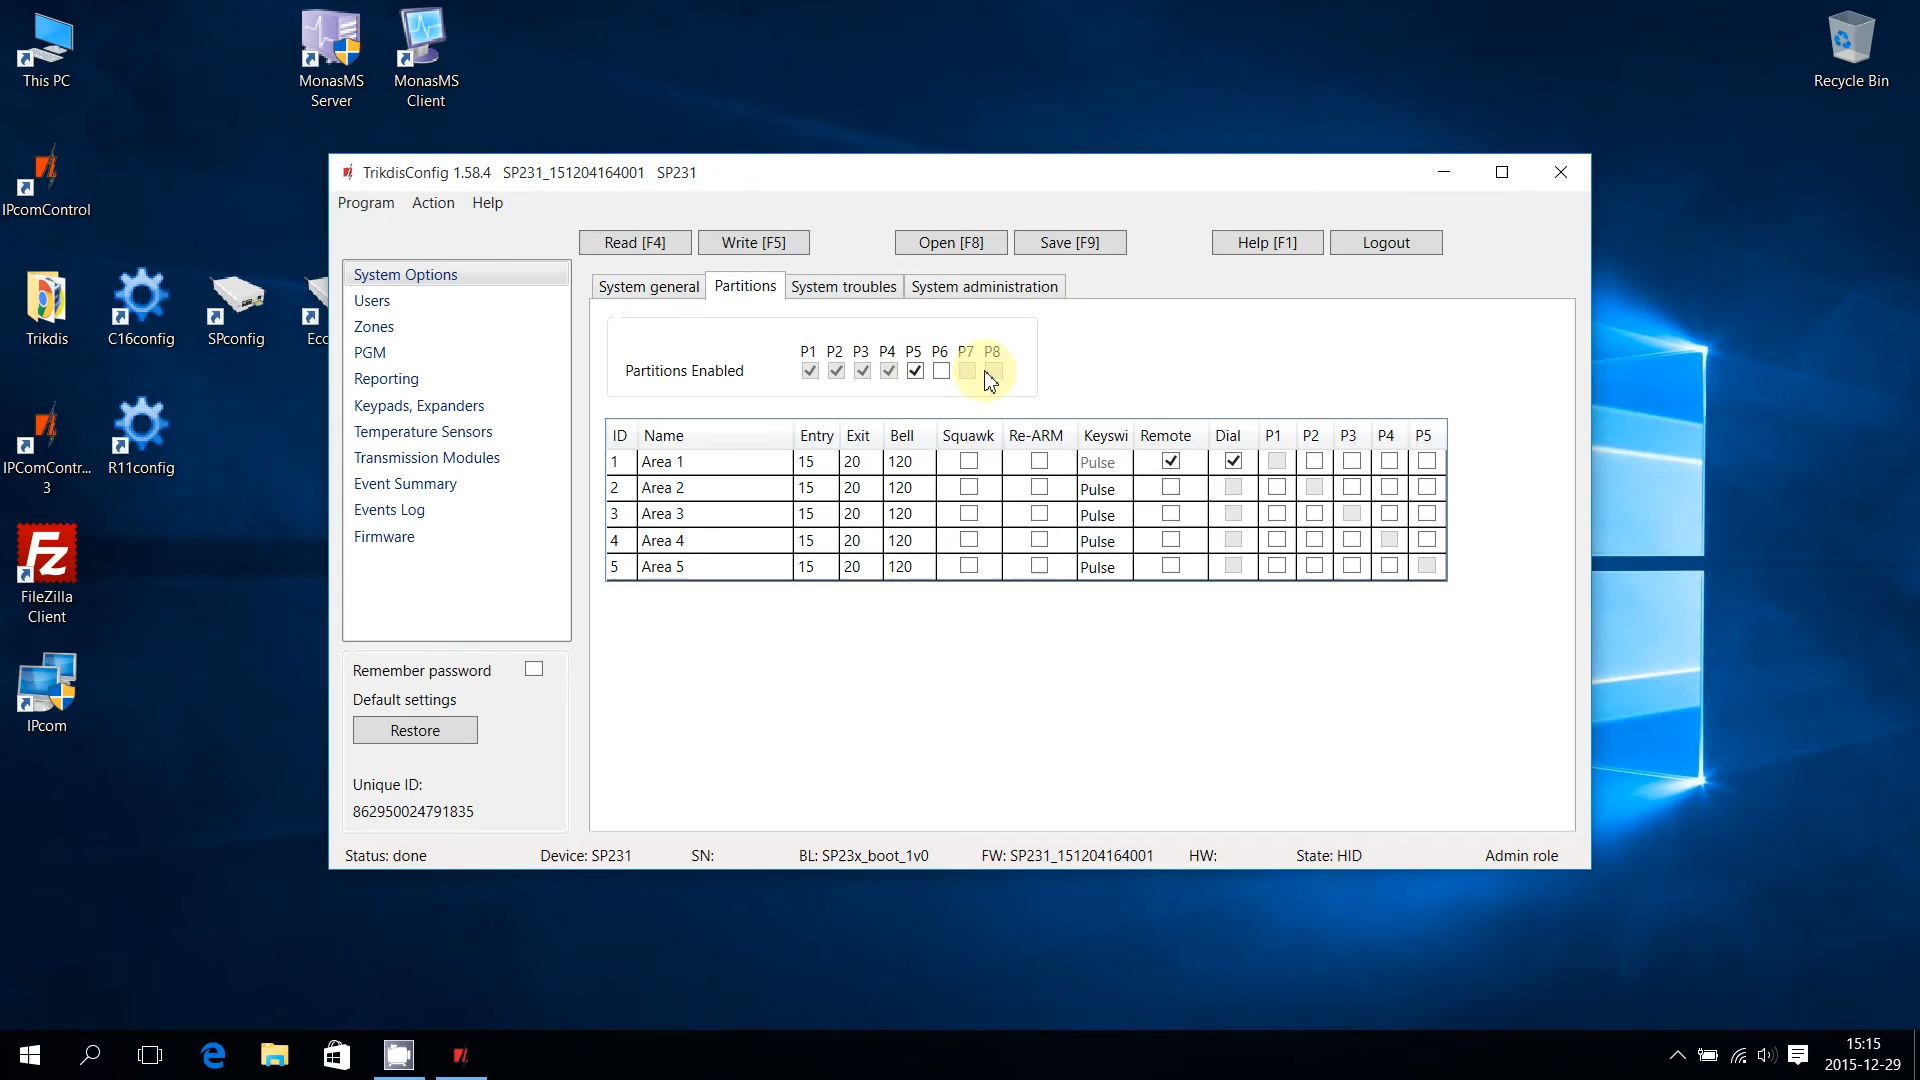 This PC
MonasMS
Server
MonasMS
Client
Recycle Bin
IPcomControl
Trikdis
C16config
SPconfig
IPComContr...
3
R11config
FileZilla
Client
IPcom
TrikdisConfig 1.58.4 SP231_151204164001 SP231
Program Action Help
Read [F4] Write [F5] Open [F8] Save [F9] Help [F1] Logout
System Options
Users
Zones
PGM
Reporting
Keypads, Expanders
Temperature Sensors
Transmission Modules
Event Summary
Events Log
Firmware
Remember password
Default settings
Restore
Unique ID:
862950024791835
System general Partitions System troubles System administration
P1 P2 P3 P4 P5 P6 P7 P8
Partitions Enabled
ID Name Entry Exit Bell Squawk Re-ARM Keyswi Remote Dial P1 P2 P3 P4 P5
1 Area 1 15 20 120 Pulse
2 Area 2 15 20 120 Pulse
3 Area 3 15 20 120 Pulse
4 Area 4 15 20 120 Pulse
5 Area 5 15 20 120 Pulse
Status: done Device: SP231 SN: BL: SP23x_boot_1v0 FW: SP231_151204164001 HW: State: HID Admin role
15:15
2015-12-29